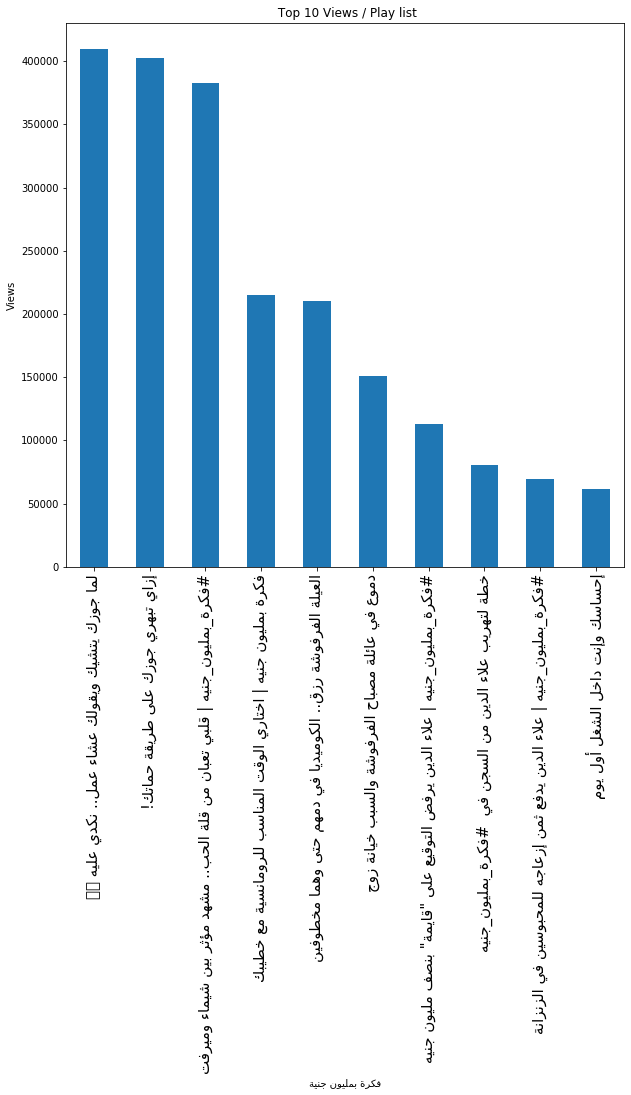 Top 10 Views / Play list
Views
400000
350000
300000
250000
200000
150000
100000
50000
0
لما جوزك يتشيك ويقولك عشاء عمل.. نكدي عليه
إزاي تبهري جوزك على طريقة حماتك!
#فكرة_بمليون_جنيه | قلبي تعبان من قلة الحب.. مشهد مؤثر بين شيماء وميرفت
فكرة بمليون جنيه | اختاري الوقت المناسب للرومانسية مع خطيبك
العيلة الفرفوشة رزق.. الكوميديا في دمهم حتى وهما مخطوفين
دموع في عائلة مصباح الفرفوشة والسبب خيانة زوج
#فكرة_بمليون_جنيه | علاء الدين يرفض التوقيع على "قايمة" بنصف مليون جنيه
خطة لتهريب علاء الدين من السجن في #فكرة_بمليون_جنيه
#فكرة_بمليون_جنيه | علاء الدين يدفع ثمن إزعاجه للمحبوسين في الزنزانة
إحساسك وإنت داخل الشغل أول يوم
فكرة بمليون جنية